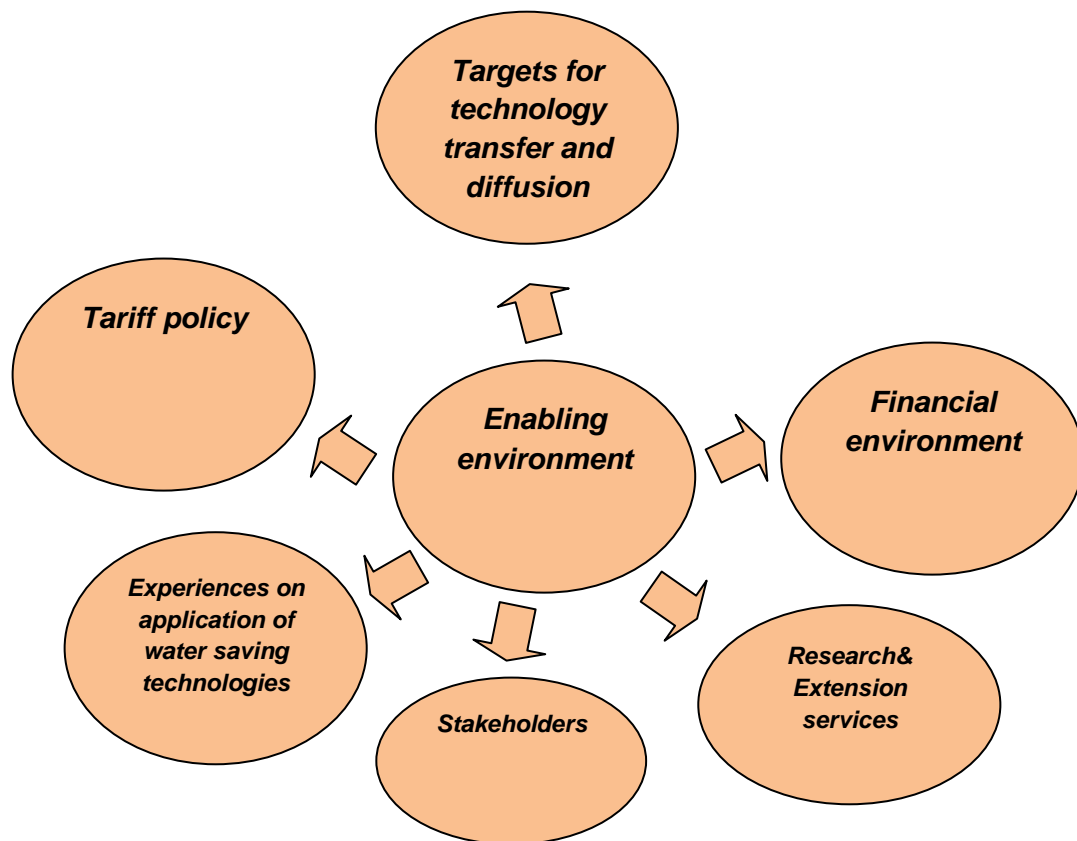 Targets for
technology
transfer and
diffusion
Tariff policy
Enabling
environment
Financial
environment
Experiences on
application of
water saving
technologies
Stakeholders
Research&
Extension
services